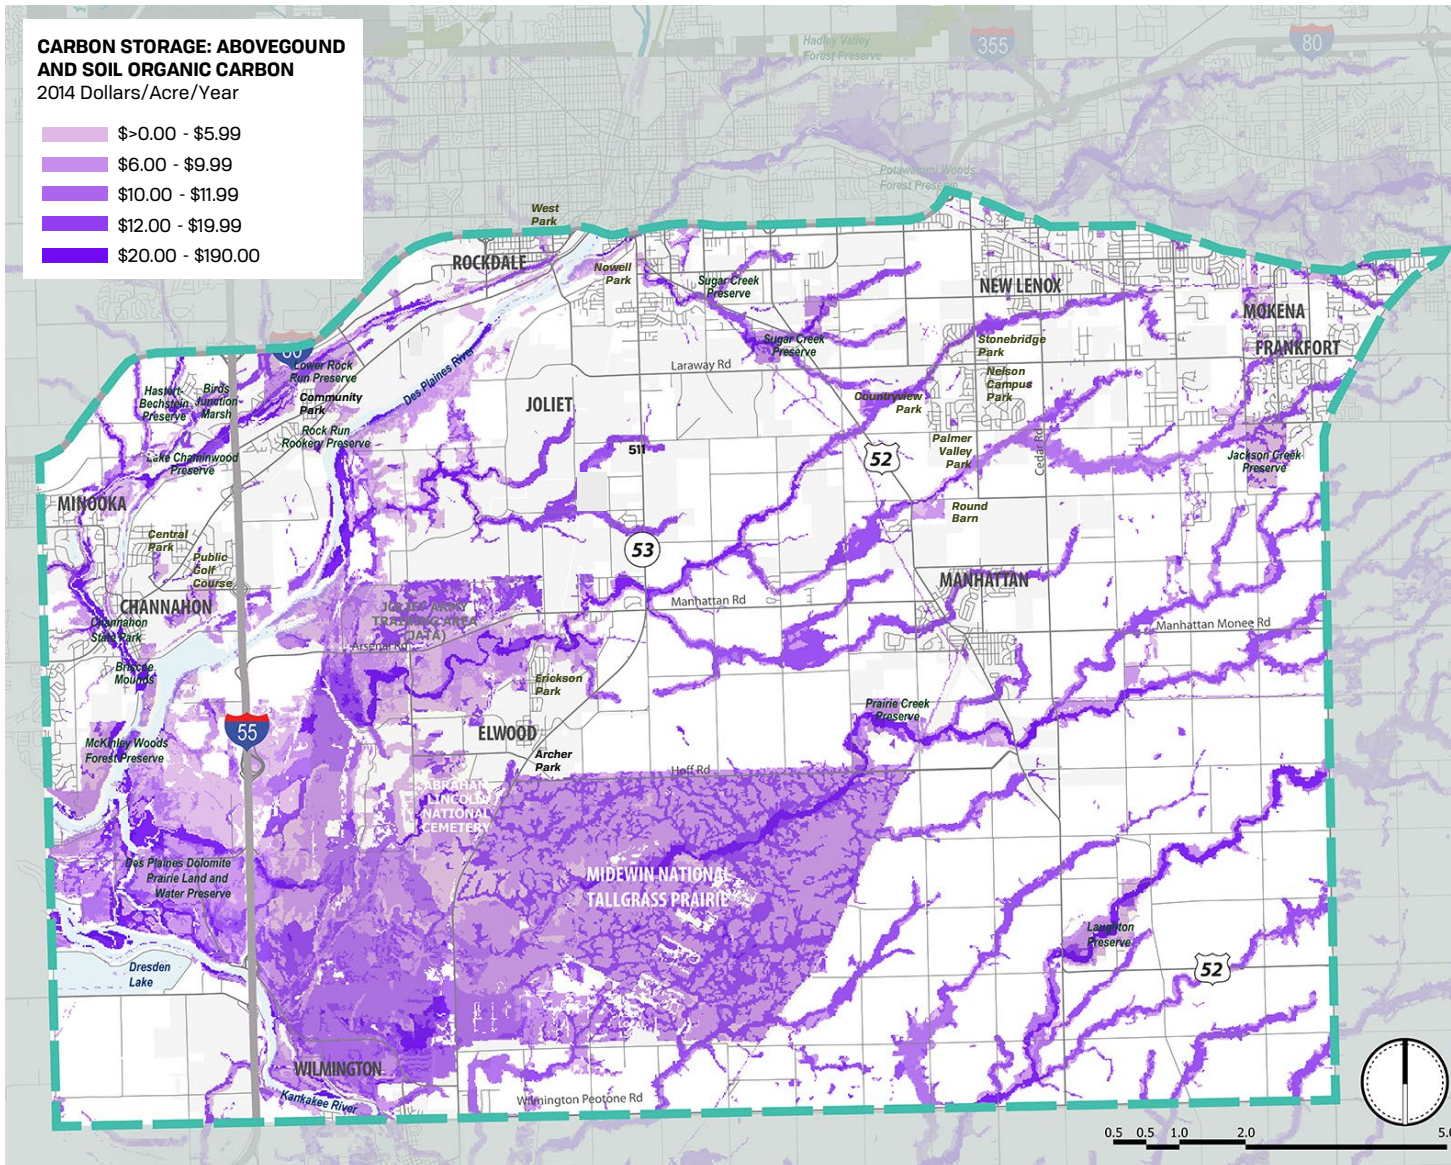 CARBON STORAGE: ABOVEGOUND
AND SOIL ORGANIC CARBON
2014 Dollars/Acre/Year
$>0.00 - $5.99
$6.00 - $9.99
$10.00 - $11.99
$12.00 - $19.99
$20.00 - $190.00
Hadley Valley
Forest Preserve
355
80
Potawatomi Woods
Forest Preserve
West
Park
ROCKDALE
Nowell
Park
Sugar Creek
Preserve
NEW LENOX
MOKENA
FRANKFORT
80
Lower Rock
Run Preserve
Sugar Creek
Preserve
Stonebridge
Park
Laraway Rd
Des Plaines River
Hastert-
Bechstein
Preserve
Birds
Junction
Marsh
Community
Park
Nelson
Campus
Park
JOLIET
Countryview
Park
Rock Run
Rookery Preserve
511
52
Palmer
Valley
Park
Cedar Rd
Lake Chaminwood
Preserve
Jackson Creek
Preserve
MINOOKA
Round
Barn
Central
Park
Public
Golf
Course
53
MANHATTAN
CHANNAHON
Channahon
State Park
JOLIET ARMY
TRAINING AREA
(JATA)
Manhattan Rd
Manhattan Monee Rd
Arsenal Rd
Briscoe
Mounds
Erickson
Park
Prairie Creek
Preserve
55
ELWOOD
McKinley Woods
Forest Preserve
Archer
Park
Hoff Rd
ABRAHAM
LINCOLN
NATIONAL
CEMETERY
Des Plaines Dolomite
Prairie Land and
Water Preserve
MIDEWIN NATIONAL
TALLGRASS PRAIRIE
Laughton
Preserve
52
Dresden
Lake
WILMINGTON
Kankakee River
Wilmington Peotone Rd
0.5 0.5 1.0 2.0 5.0